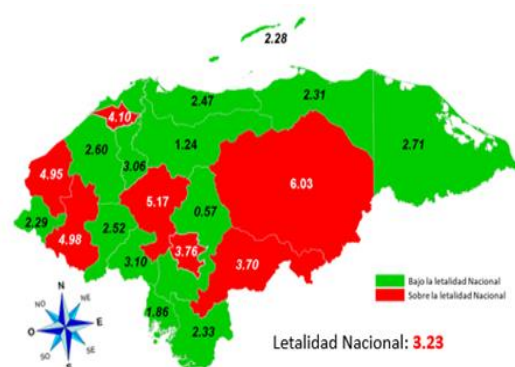 2.28
2.47
2.31
4.10
2.60
1.24
2.71
3.06
4.95
6.03
5.17
0.57
2.29
4.98
2.52
3.76
3.10
3.70
1.86
2.33
N
NO
NE
O
E
SO
SE
S
Bajo la letalidad Nacional
Sobre la letalidad Nacional
Letalidad Nacional: 3.23